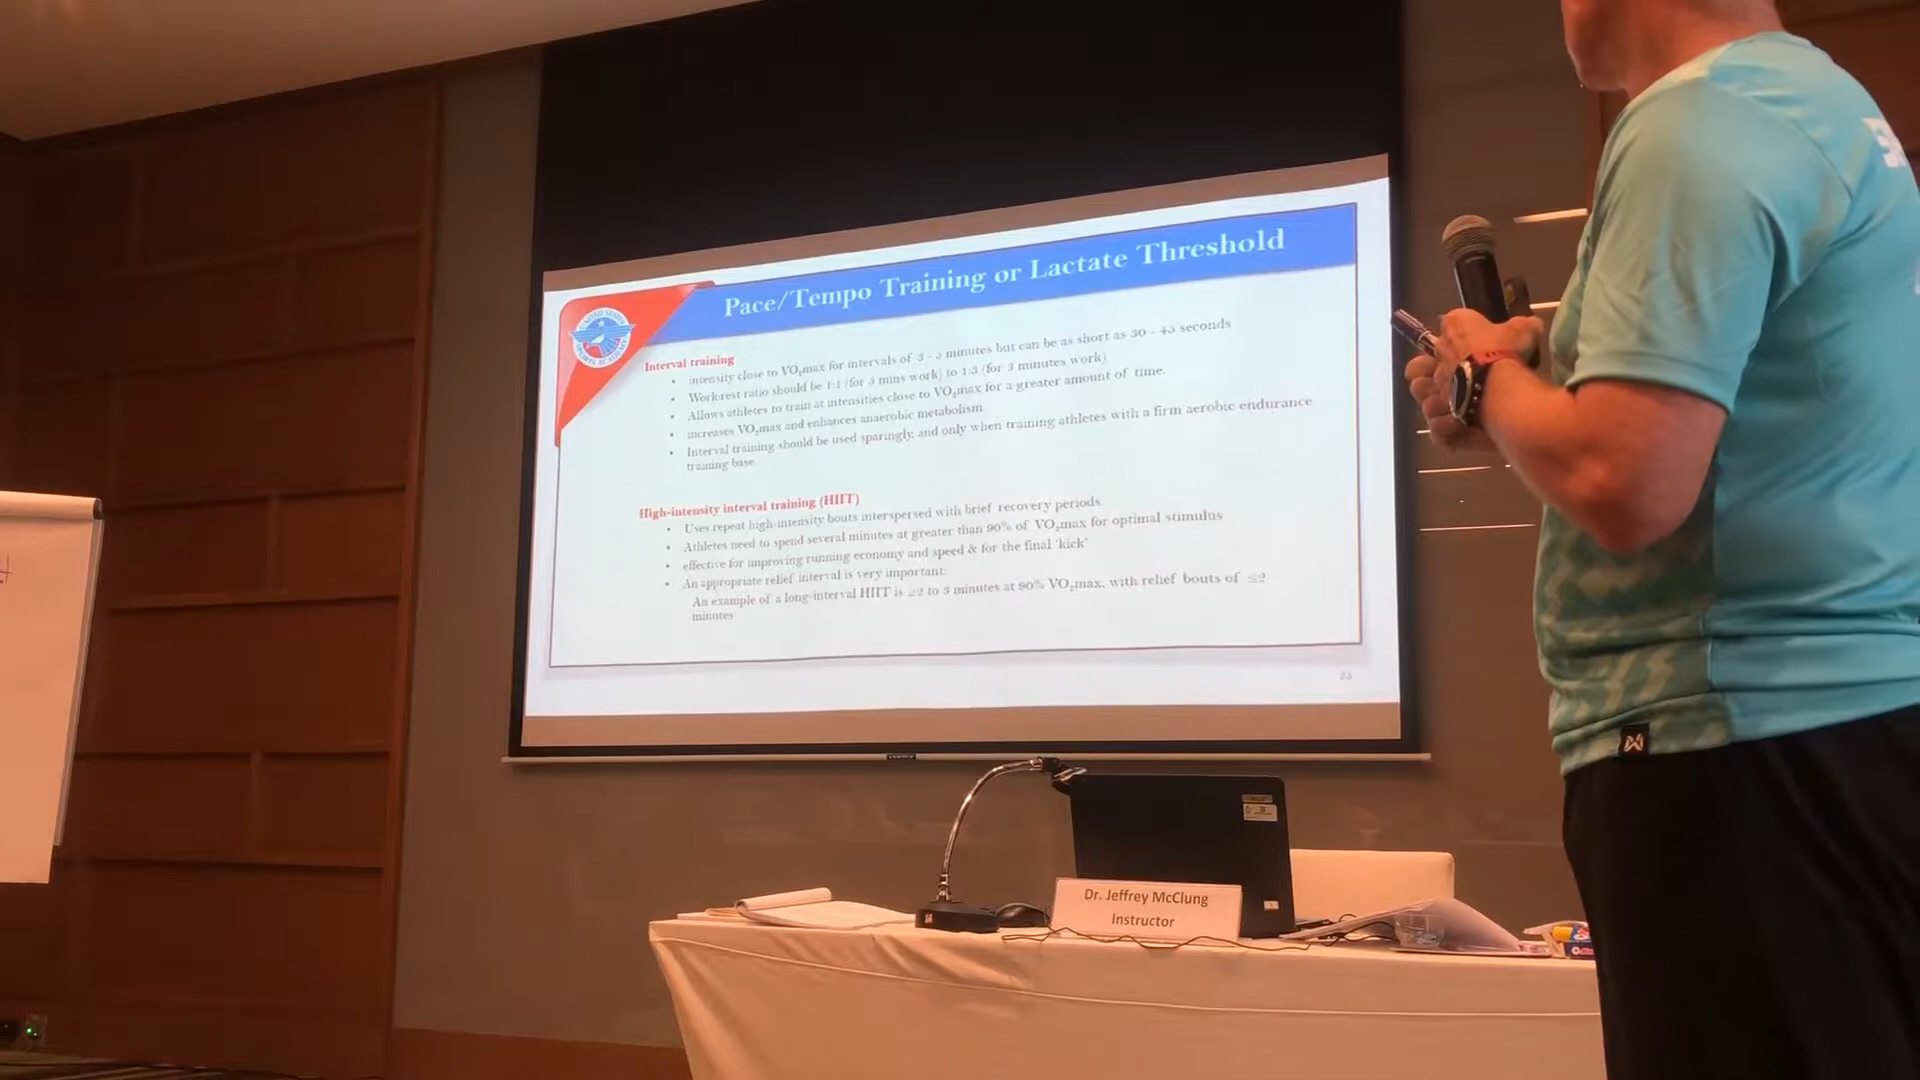 Pace/Tempo Training or Lactate Threshold
UNITED STATES
SPORTS ACADEMY
Interval training
• intensity close to VO₂max for intervals of 3 - 5 minutes but can be as short as 30 - 45 seconds
• Work-rest ratio should be 1:1 (for 5 mins work) to 1:3 (for 3 minutes work)
• Allows athletes to train at intensities close to VO₂max for a greater amount of time.
• increases VO₂max and enhances anaerobic metabolism
• Interval training should be used sparingly, and only when training athletes with a firm aerobic endurance
training base
High-intensity interval training (HIIT)
• Uses repeat high-intensity bouts interspersed with brief recovery periods.
• Athletes need to spend several minutes at greater than 90% of VO₂max for optimal stimulus
• effective for improving running economy and speed & for the final 'kick'
• An appropriate relief interval is very important:
An example of a long-interval HIIT is ≥2 to 3 minutes at 90% VO₂max, with relief bouts of ≤2
minutes
Dr. Jeffrey McClung
Instructor